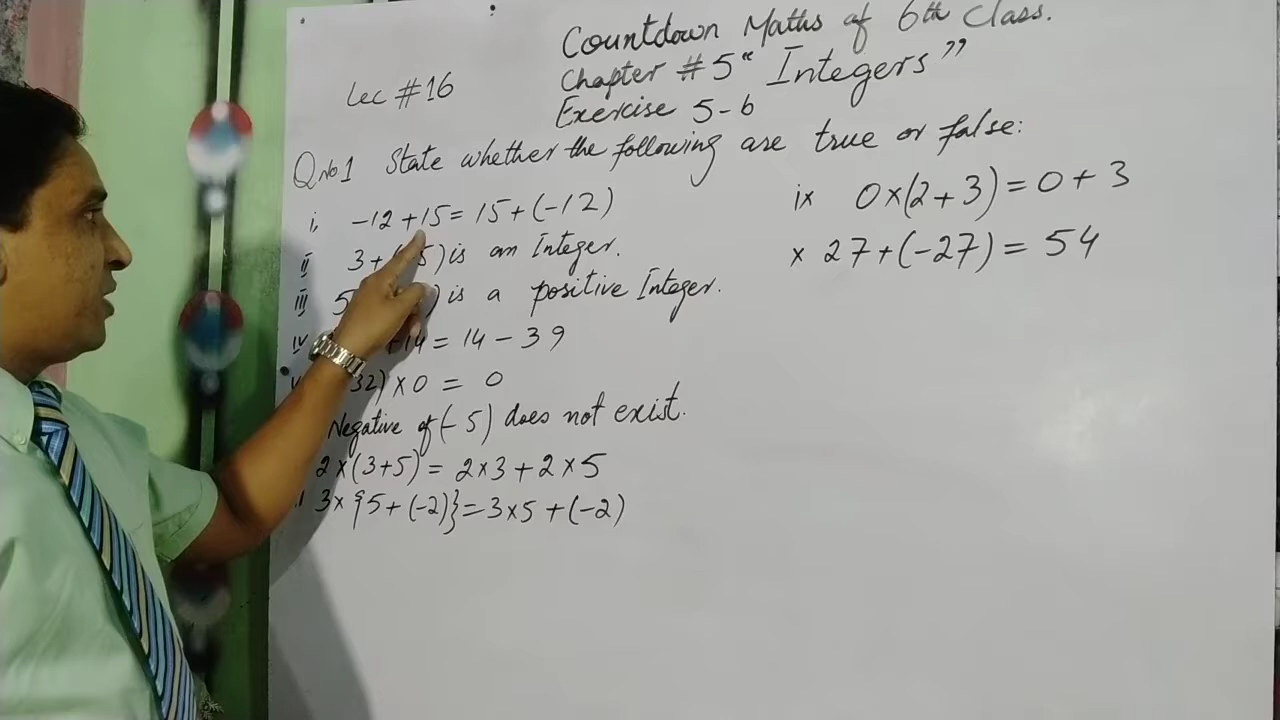 Countdown Maths of 6th Class.
Lec #16 Chapter #5 "Integers"
Exercise 5-b
QNo1 State whether the following are true or false:
i, -12 +15 = 15 + (-12)
ii 3 + ( 5) is an Integer.
iii 5 ) is a positive Integer.
iv +14 = 14 - 39
v 32) × 0 = 0
Negative of (-5) does not exist.
2×(3+5) = 2×3 + 2×5
3×{5+(-2)} = 3×5 + (-2)
ix 0×(2+3) = 0 + 3
x 27 + (-27) = 54